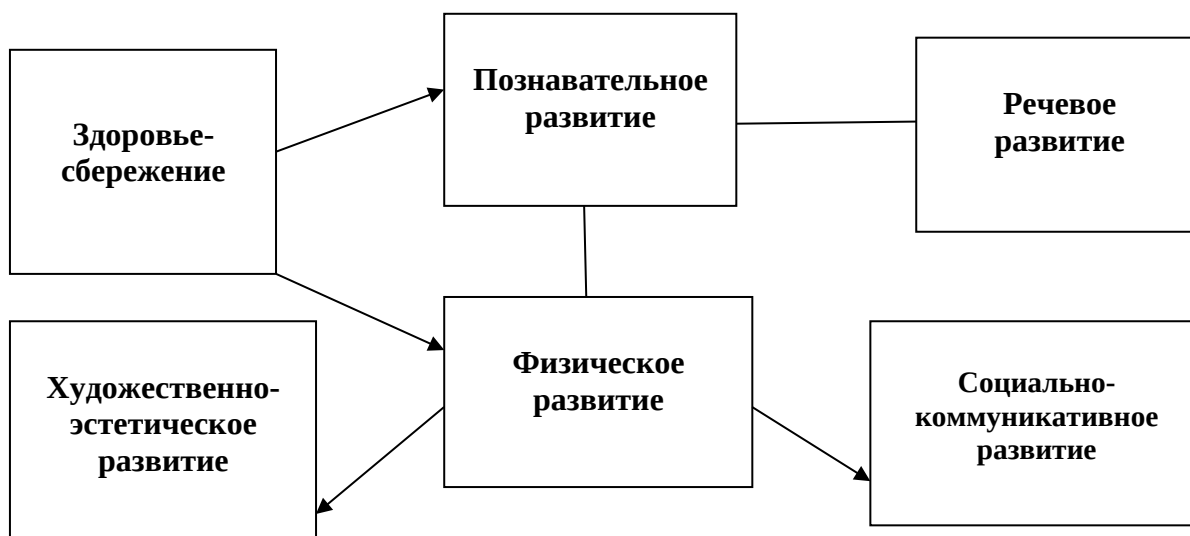 Познавательное
развитие
Речевое
развитие
Здоровье-
сбережение
Физическое
развитие
Социально-
коммуникативное
развитие
Художественно-
эстетическое
развитие